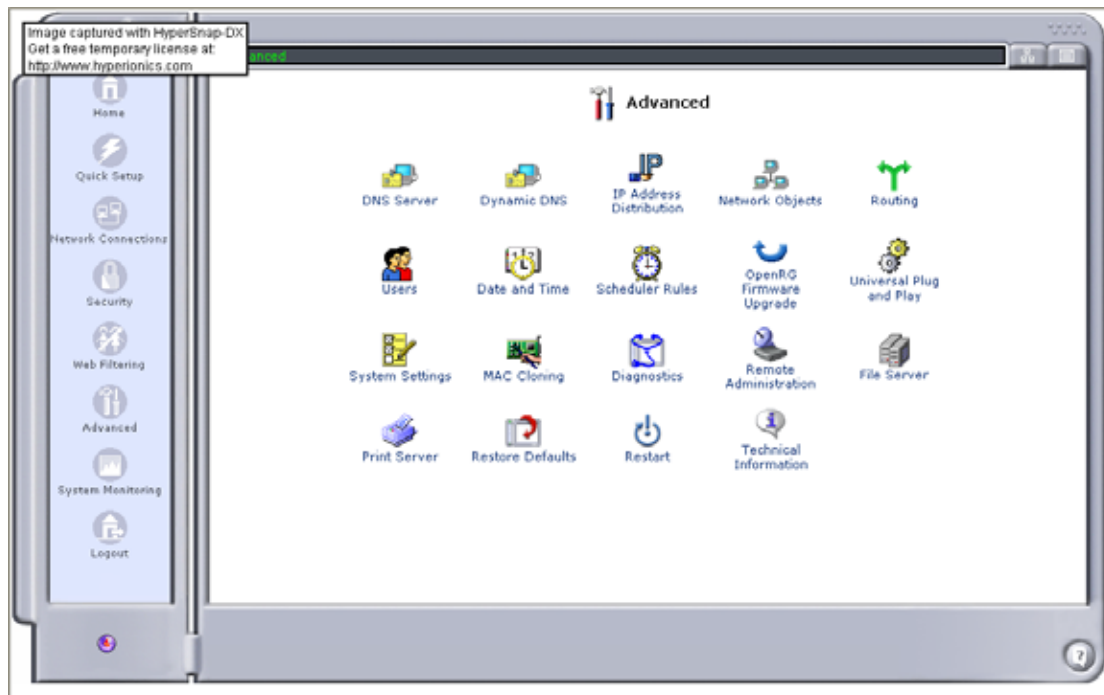 Image captured with HyperSnap-DX
Get a free temporary license at:
http://www.hyperionics.com
Home
Quick Setup
Network Connections
Security
Web Filtering
Advanced
System Monitoring
Logout
Advanced
DNS Server
Dynamic DNS
IP Address
Distribution
Network Objects
Routing
Users
Date and Time
Scheduler Rules
OpenRG
Firmware
Upgrade
Universal Plug
and Play
System Settings
MAC Cloning
Diagnostics
Remote
Administration
File Server
Print Server
Restore Defaults
Restart
Technical
Information